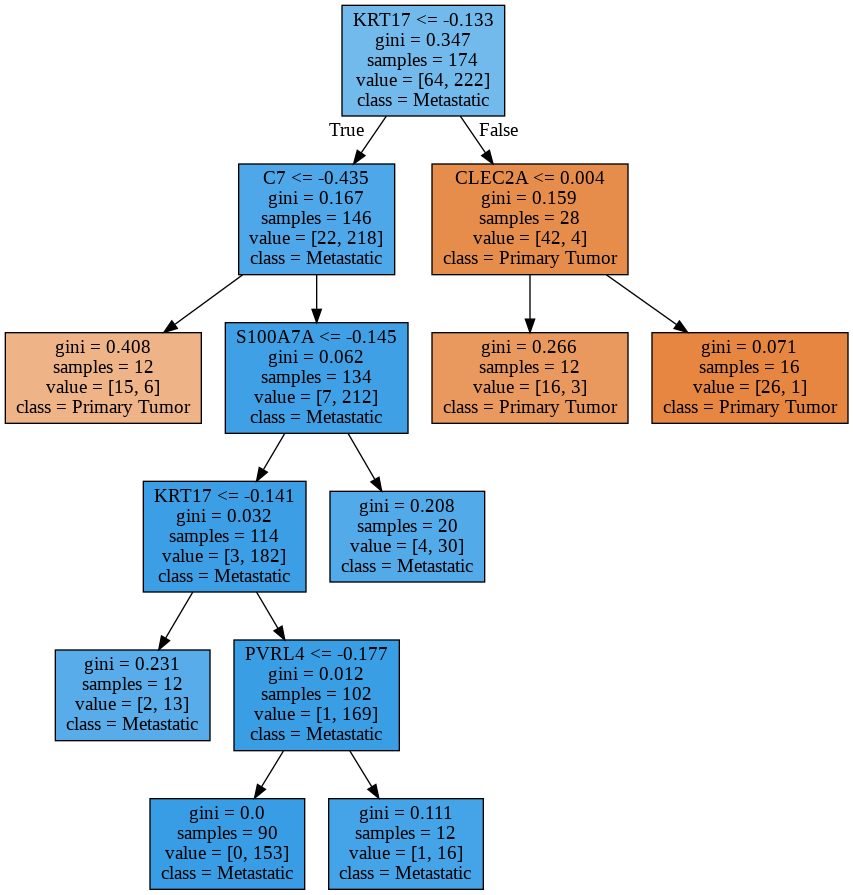 KRT17 <= -0.133
gini = 0.347
samples = 174
value = [64, 222]
class = Metastatic
True
False
C7 <= -0.435
gini = 0.167
samples = 146
value = [22, 218]
class = Metastatic
CLEC2A <= 0.004
gini = 0.159
samples = 28
value = [42, 4]
class = Primary Tumor
gini = 0.408
samples = 12
value = [15, 6]
class = Primary Tumor
S100A7A <= -0.145
gini = 0.062
samples = 134
value = [7, 212]
class = Metastatic
gini = 0.266
samples = 12
value = [16, 3]
class = Primary Tumor
gini = 0.071
samples = 16
value = [26, 1]
class = Primary Tumor
KRT17 <= -0.141
gini = 0.032
samples = 114
value = [3, 182]
class = Metastatic
gini = 0.208
samples = 20
value = [4, 30]
class = Metastatic
gini = 0.231
samples = 12
value = [2, 13]
class = Metastatic
PVRL4 <= -0.177
gini = 0.012
samples = 102
value = [1, 169]
class = Metastatic
gini = 0.0
samples = 90
value = [0, 153]
class = Metastatic
gini = 0.111
samples = 12
value = [1, 16]
class = Metastatic